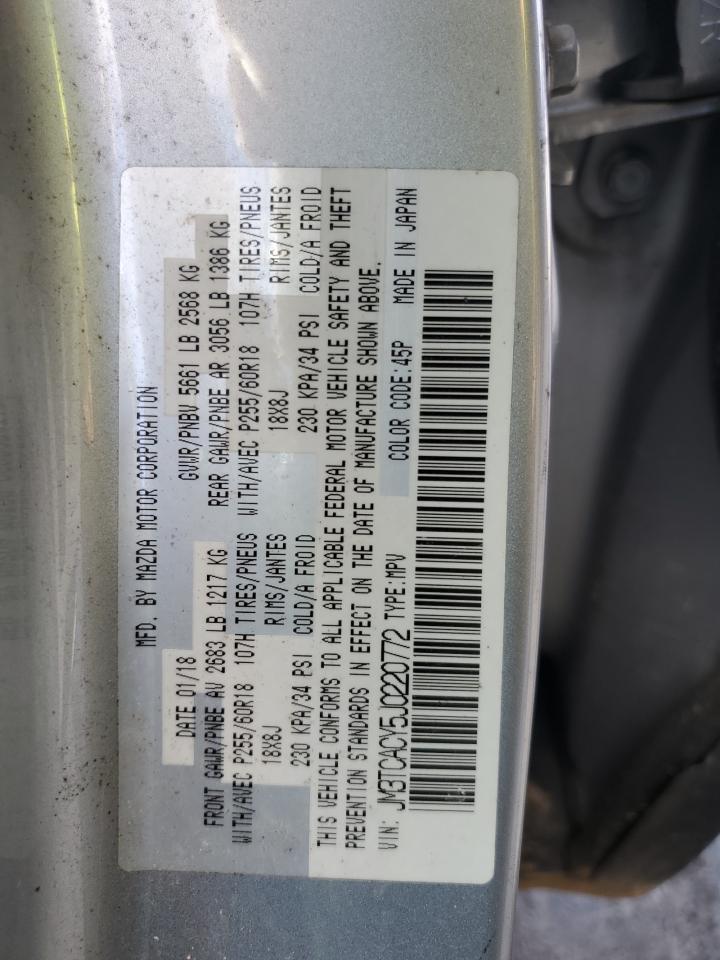 MFD. BY MAZDA MOTOR CORPORATION
DATE 01/18 GVWR/PNBV 5661 LB 2568 KG
FRONT GAWR/PNBE AV 2683 LB 1217 KG REAR GAWR/PNBE AR 3056 LB 1386 KG
WITH/AVEC P255/60R18 107H TIRES/PNEUS WITH/AVEC P255/60R18 107H TIRES/PNEUS
18X8J RIMS/JANTES 18X8J RIMS/JANTES
230 KPA/34 PSI COLD/A FROID 230 KPA/34 PSI COLD/A FROID
THIS VEHICLE CONFORMS TO ALL APPLICABLE FEDERAL MOTOR VEHICLE SAFETY AND THEFT
PREVENTION STANDARDS IN EFFECT ON THE DATE OF MANUFACTURE SHOWN ABOVE.
VIN: JM3TCACY5J0220772 TYPE:MPV COLOR CODE:45P MADE IN JAPAN